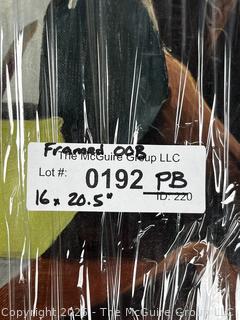 Framed OOB
The McGuire Group LLC
Lot #: 0192 PB
16 x 20.5" ID: 220
Copyright 2025 - The McGuire Group LLC